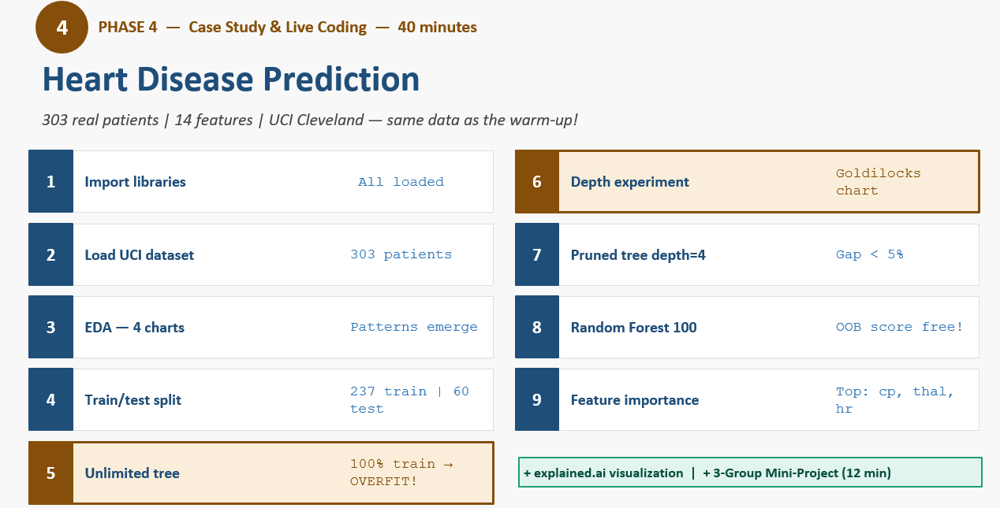 4
PHASE 4 — Case Study & Live Coding — 40 minutes
Heart Disease Prediction
303 real patients | 14 features | UCI Cleveland — same data as the warm-up!
1
Import libraries
All loaded
2
Load UCI dataset
303 patients
3
EDA — 4 charts
Patterns emerge
4
Train/test split
237 train | 60
test
5
Unlimited tree
100% train →
OVERFIT!
6
Depth experiment
Goldilocks
chart
7
Pruned tree depth=4
Gap < 5%
8
Random Forest 100
OOB score free!
9
Feature importance
Top: cp, thal,
hr
+ explained.ai visualization | + 3-Group Mini-Project (12 min)